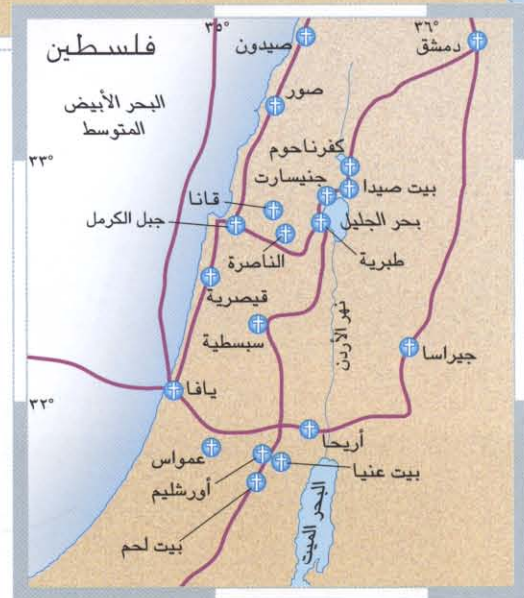 ٣٥°
٣٦°
فلسطين
صيدون
دمشق
البحر الأبيض
المتوسط
صور
٣٣°
كفرناحوم
جنيسارت
بيت صيدا
قانا
جبل الكرمل
بحر الجليل
الناصرة
طبرية
قيصرية
سبسطية
نهر الأردن
جيراسا
يافا
٣٢°
أريحا
عمواس
بيت عنيا
أورشليم
البحر الميت
بيت لحم